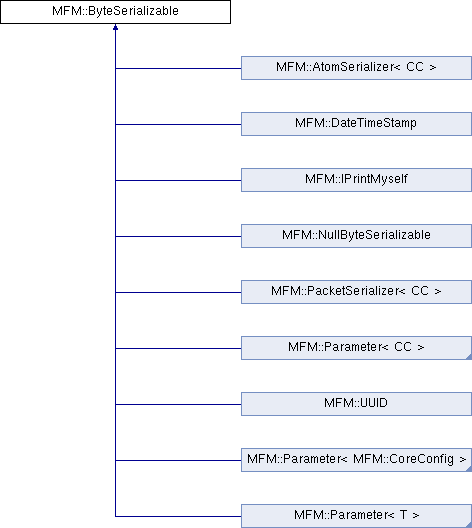 MFM::ByteSerializable
MFM::AtomSerializer< CC >
MFM::DateTimeStamp
MFM::IPrintMyself
MFM::NullByteSerializable
MFM::PacketSerializer< CC >
MFM::Parameter< CC >
MFM::UUID
MFM::Parameter< MFM::CoreConfig >
MFM::Parameter< T >